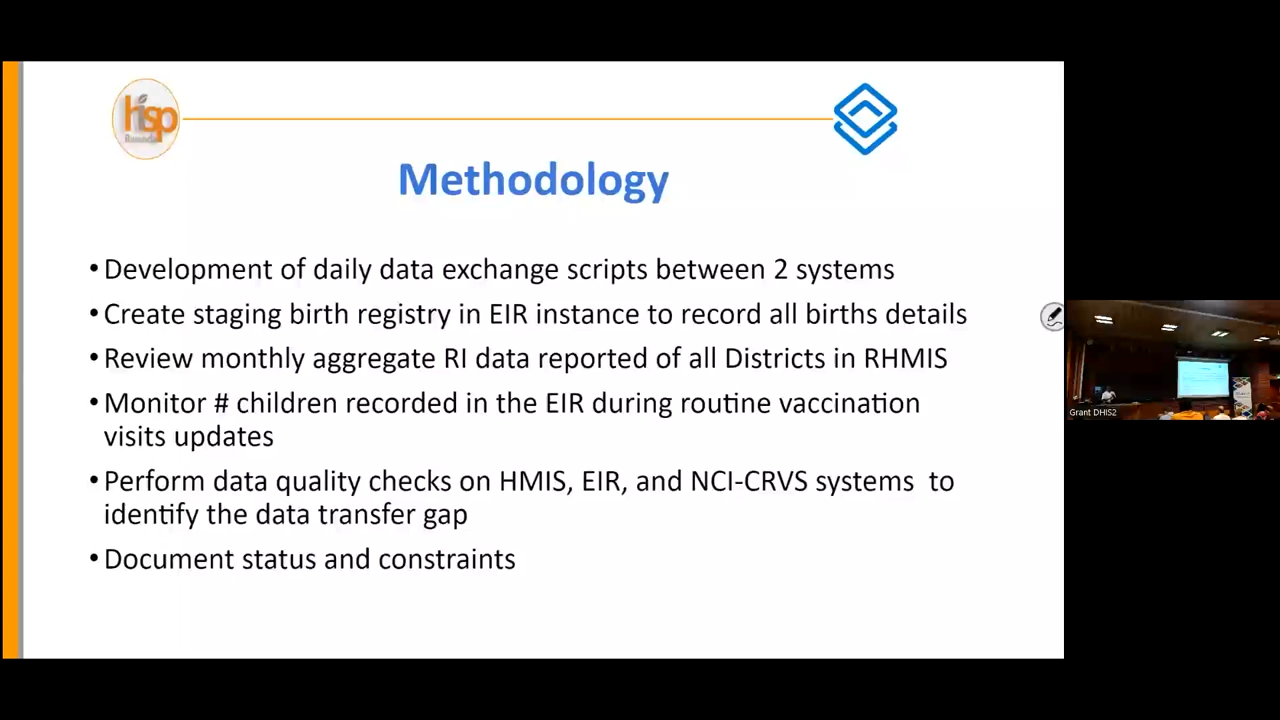 hisp
Rwanda
Methodology
• Development of daily data exchange scripts between 2 systems
• Create staging birth registry in EIR instance to record all births details
• Review monthly aggregate RI data reported of all Districts in RHMIS
• Monitor # children recorded in the EIR during routine vaccination
visits updates
• Perform data quality checks on HMIS, EIR, and NCI-CRVS systems to
identify the data transfer gap
• Document status and constraints
Grant DHIS2